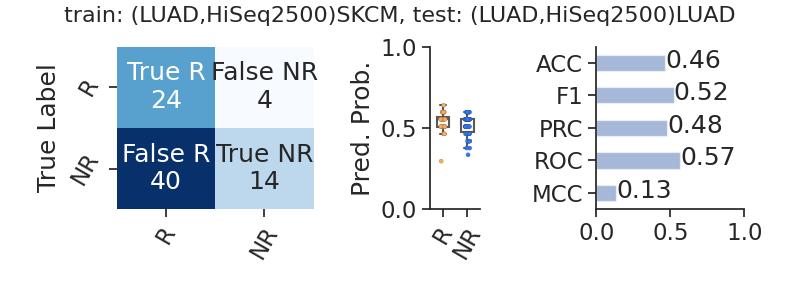 train: (LUAD,HiSeq2500)SKCM, test: (LUAD,HiSeq2500)LUAD
True Label
R
NR
True R
24
False NR
4
False R
40
True NR
14
R
NR
Pred. Prob.
1.0
0.5
0.0
R
NR
ACC
0.46
F1
0.52
PRC
0.48
ROC
0.57
MCC
0.13
0.0
0.5
1.0